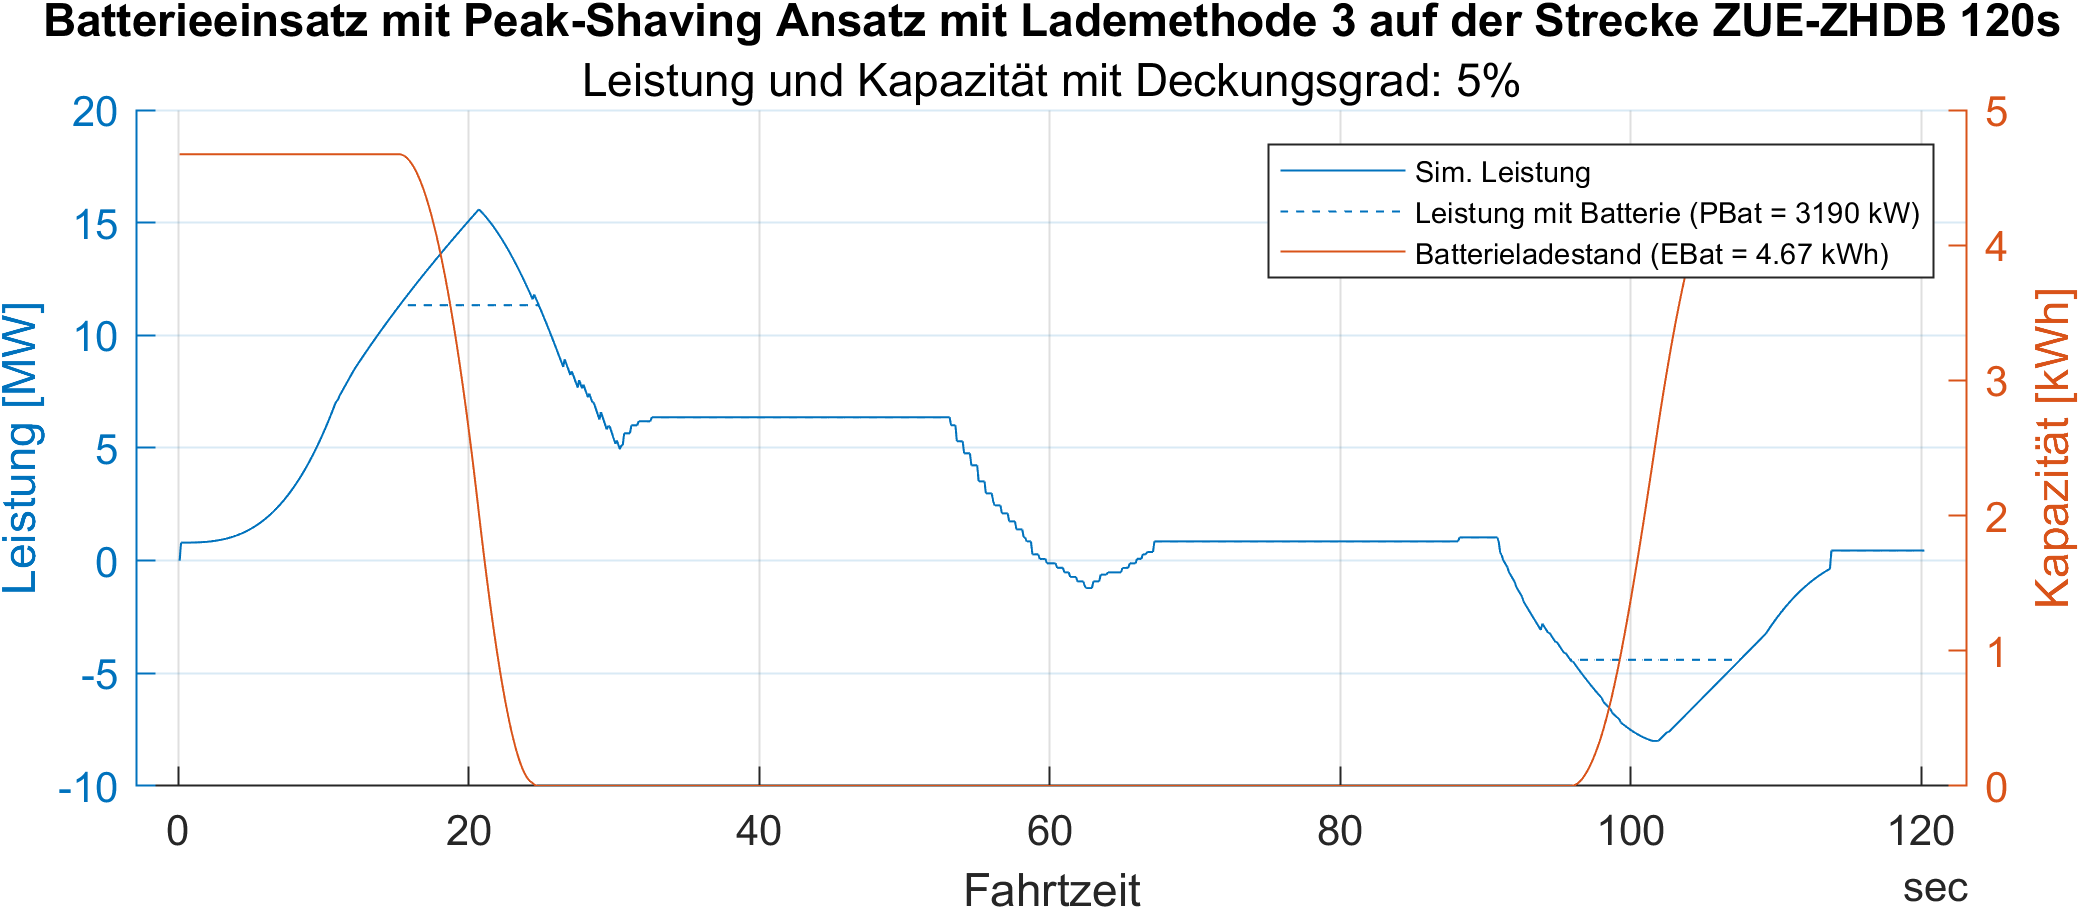 Batterieeinsatz mit Peak-Shaving Ansatz mit Lademethode 3 auf der Strecke ZUE-ZHDB 120s
Leistung und Kapazität mit Deckungsgrad: 5%
Leistung [MW]
20
15
10
5
0
-5
-10
Sim. Leistung
Leistung mit Batterie (PBat = 3190 kW)
Batterieladestand (EBat = 4.67 kWh)
5
4
3
2
1
0
Kapazität [kWh]
0 20 40 60 80 100 120
Fahrtzeit
sec